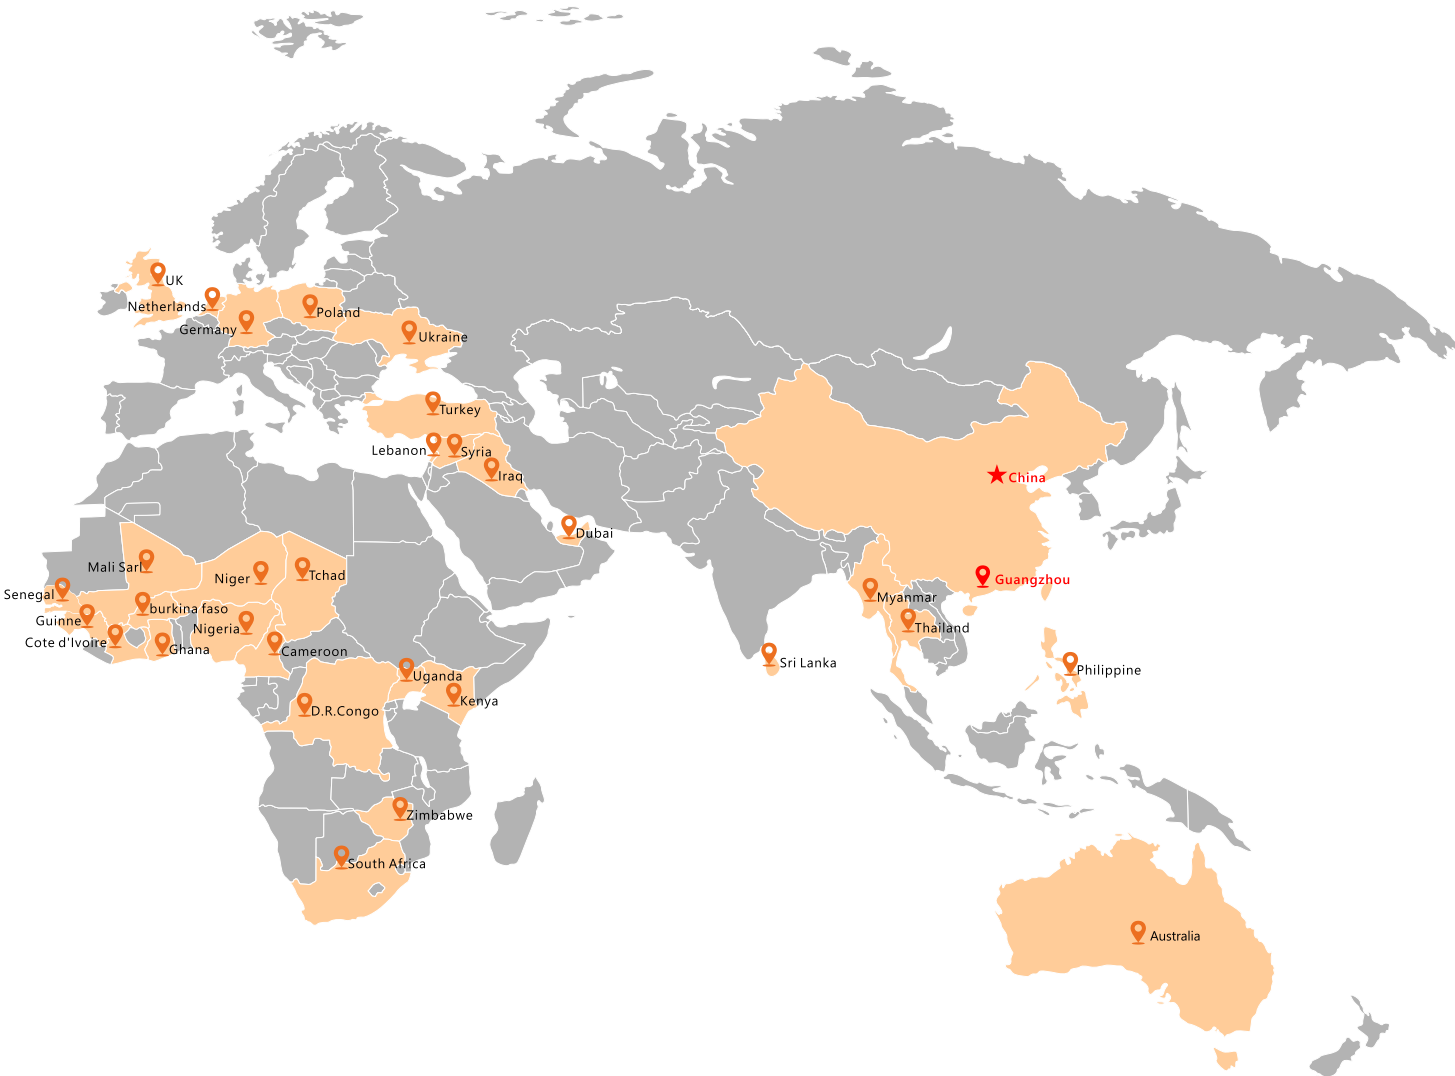 UK
Netherlands
Poland
Germany
Ukraine
Turkey
Lebanon
Syria
Iraq
China
Dubai
Mali Sarl
Niger
Tchad
Guangzhou
Senegal
Myanmar
burkina faso
Guinne
Nigeria
Thailand
Cote d'Ivoire
Ghana
Cameroon
Sri Lanka
Philippine
Uganda
Kenya
D.R.Congo
Zimbabwe
South Africa
Australia